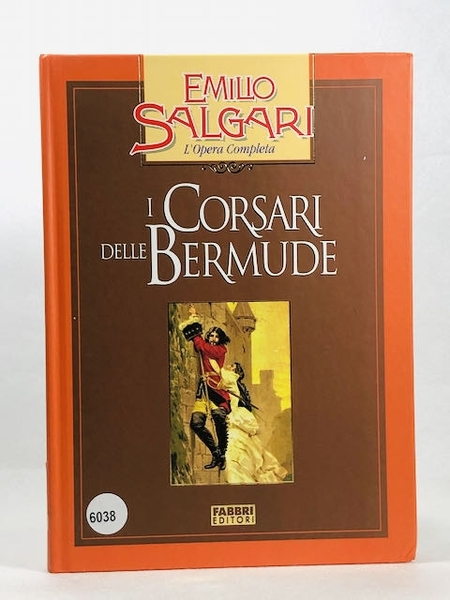 EMILIO
SALGARI
L'Opera Completa
I CORSARI
DELLE BERMUDE
6038
FABBRI
EDITORI